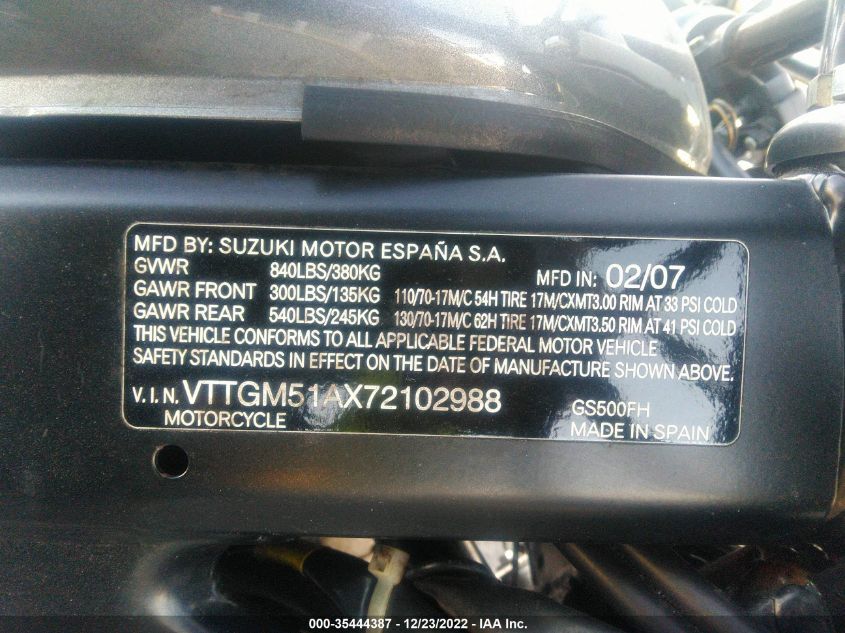 MFD BY: SUZUKI MOTOR ESPAÑA S.A.
GVWR 840LBS/380KG MFD IN: 02/07
GAWR FRONT 300LBS/135KG 110/70-17M/C 54H TIRE 17M/CXMT3.00 RIM AT 33 PSI COLD
GAWR REAR 540LBS/245KG 130/70-17M/C 62H TIRE 17M/CXMT3.50 RIM AT 41 PSI COLD
THIS VEHICLE CONFORMS TO ALL APPLICABLE FEDERAL MOTOR VEHICLE
SAFETY STANDARDS IN EFFECT ON THE DATE OF MANUFACTURE SHOWN ABOVE.
V.I.N. VTTGM51AX72102988 GS500FH
MOTORCYCLE MADE IN SPAIN
000-35444387 - 12/23/2022 - IAA Inc.